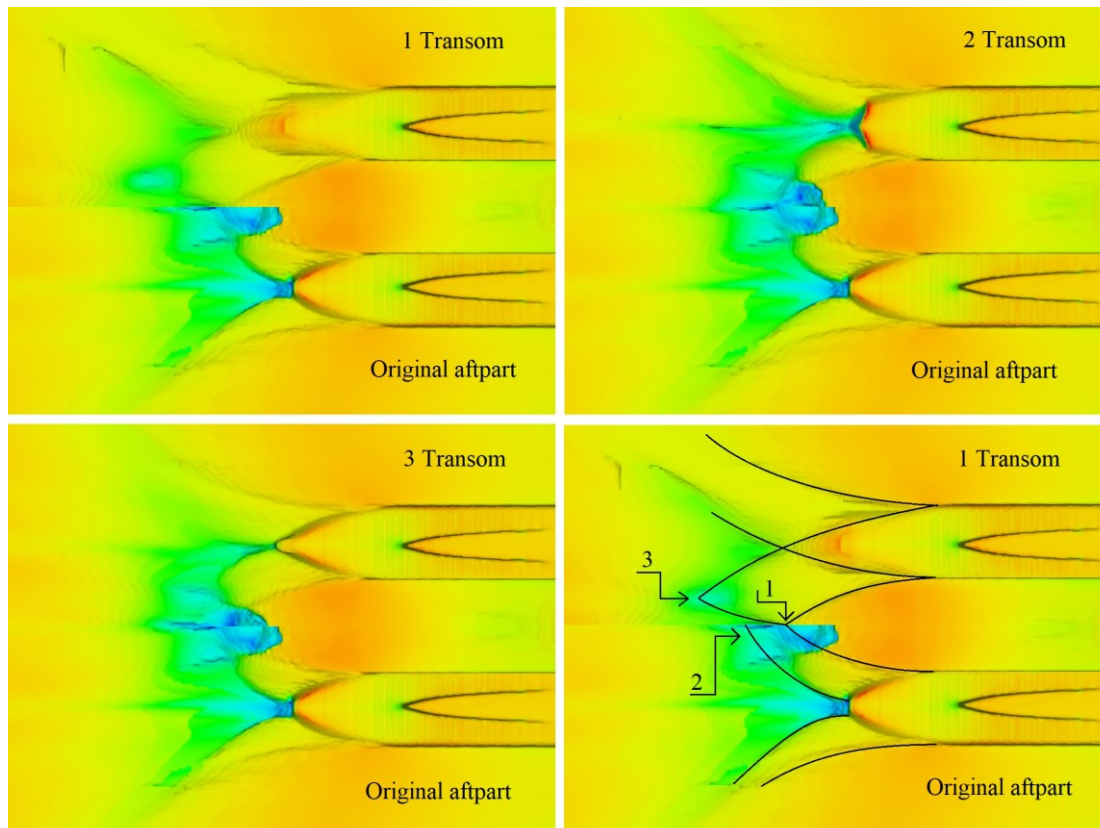 1 Transom
Original aftpart
2 Transom
Original aftpart
3 Transom
Original aftpart
1 Transom
3
1
2
Original aftpart